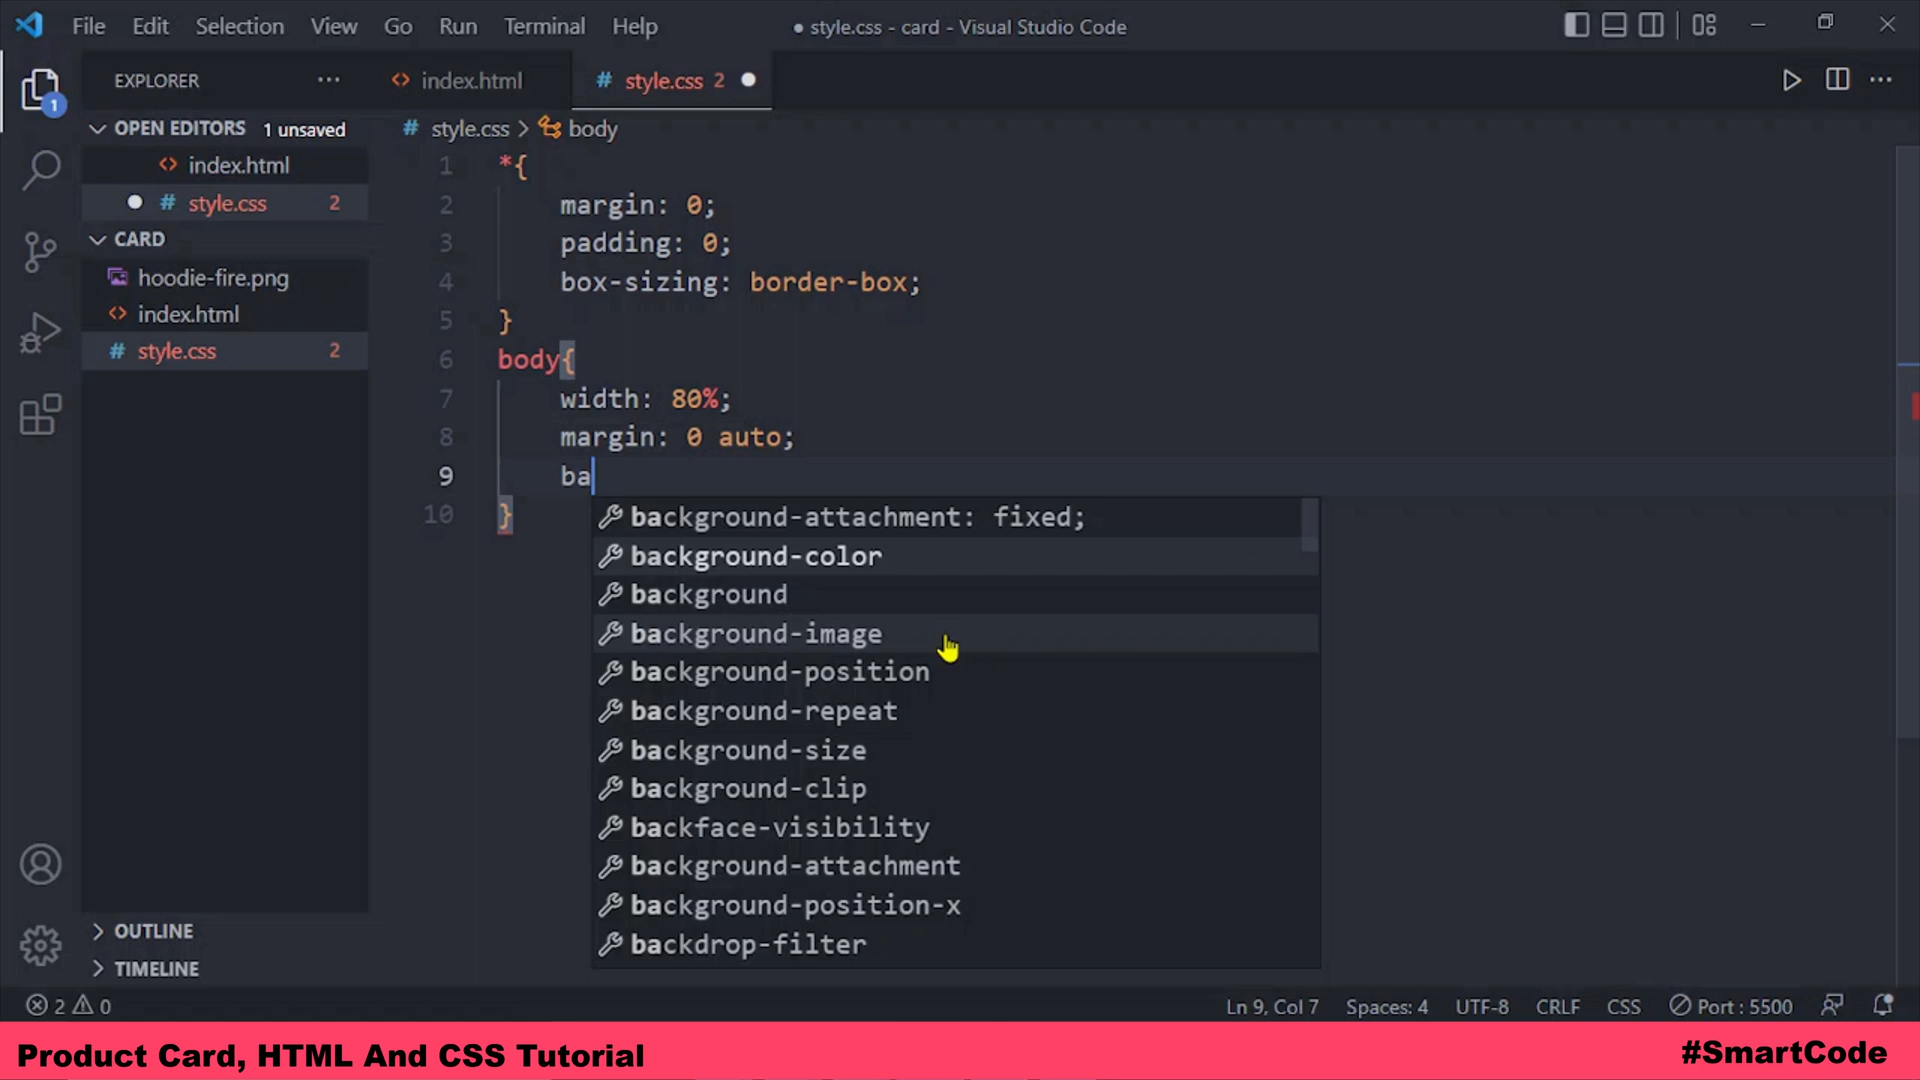 File Edit Selection View Go Run Terminal Help
● style.css - card - Visual Studio Code
EXPLORER ···
<> index.html
# style.css 2 ●
OPEN EDITORS 1 unsaved
<> index.html
● # style.css 2
CARD
hoodie-fire.png
<> index.html
# style.css 2
OUTLINE
TIMELINE
# style.css > body
1 *{
2 margin: 0;
3 padding: 0;
4 box-sizing: border-box;
5 }
6 body{
7 width: 80%;
8 margin: 0 auto;
9 ba
10 }
background-attachment: fixed;
background-color
background
background-image
background-position
background-repeat
background-size
background-clip
backface-visibility
background-attachment
background-position-x
backdrop-filter
1
2 0
Ln 9, Col 7 Spaces: 4 UTF-8 CRLF CSS Port : 5500
Product Card, HTML And CSS Tutorial
#SmartCode